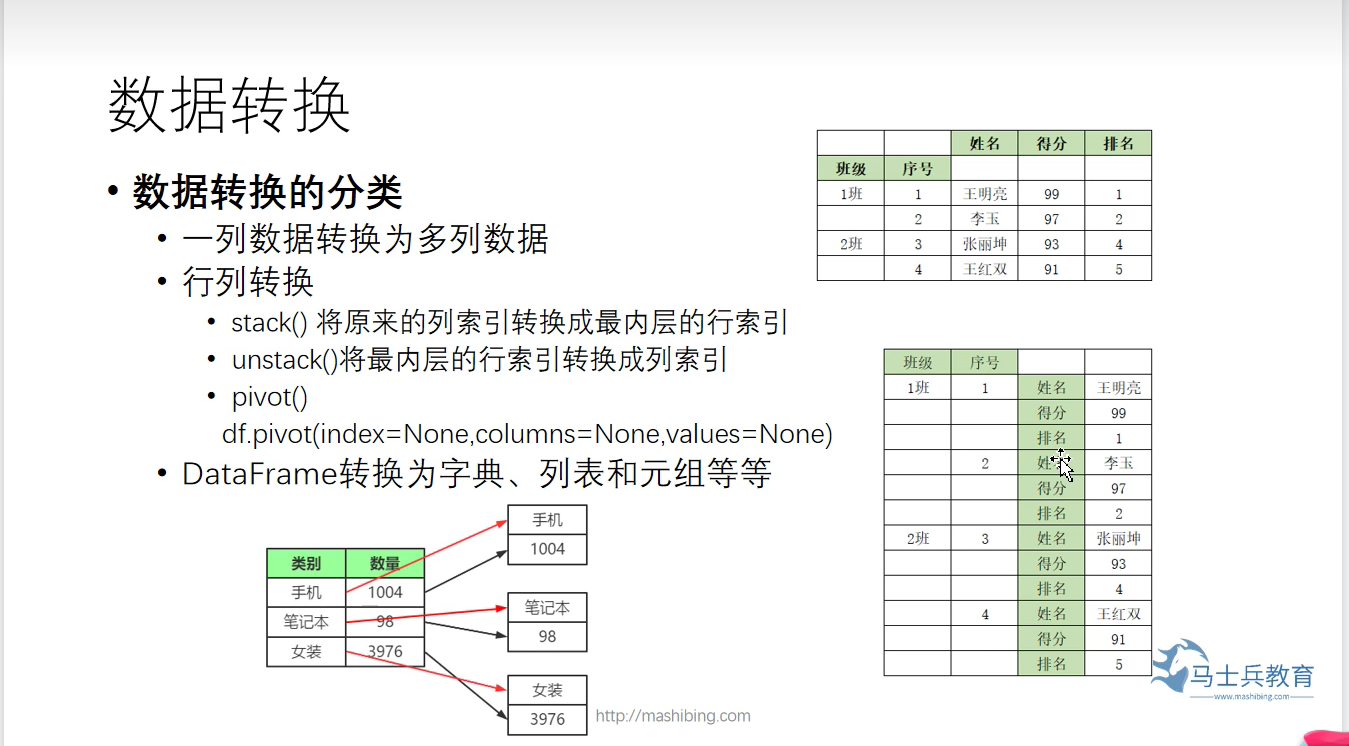 数据转换
• 数据转换的分类
• 一列数据转换为多列数据
• 行列转换
• stack() 将原来的列索引转换成最内层的行索引
• unstack()将最内层的行索引转换成列索引
• pivot()
df.pivot(index=None,columns=None,values=None)
• DataFrame转换为字典、列表和元组等等
类别 数量
手机 1004
笔记本 98
女装 3976
手机
1004
笔记本
98
女装
3976
http://mashibing.com
姓名 得分 排名
班级 序号
1班 1 王明亮 99 1
2 李玉 97 2
2班 3 张丽坤 93 4
4 王红双 91 5
班级 序号
1班 1 姓名 王明亮
得分 99
排名 1
2 姓名 李玉
得分 97
排名 2
2班 3 姓名 张丽坤
得分 93
排名 4
4 姓名 王红双
得分 91
排名 5
马士兵教育
www.mashibing.com